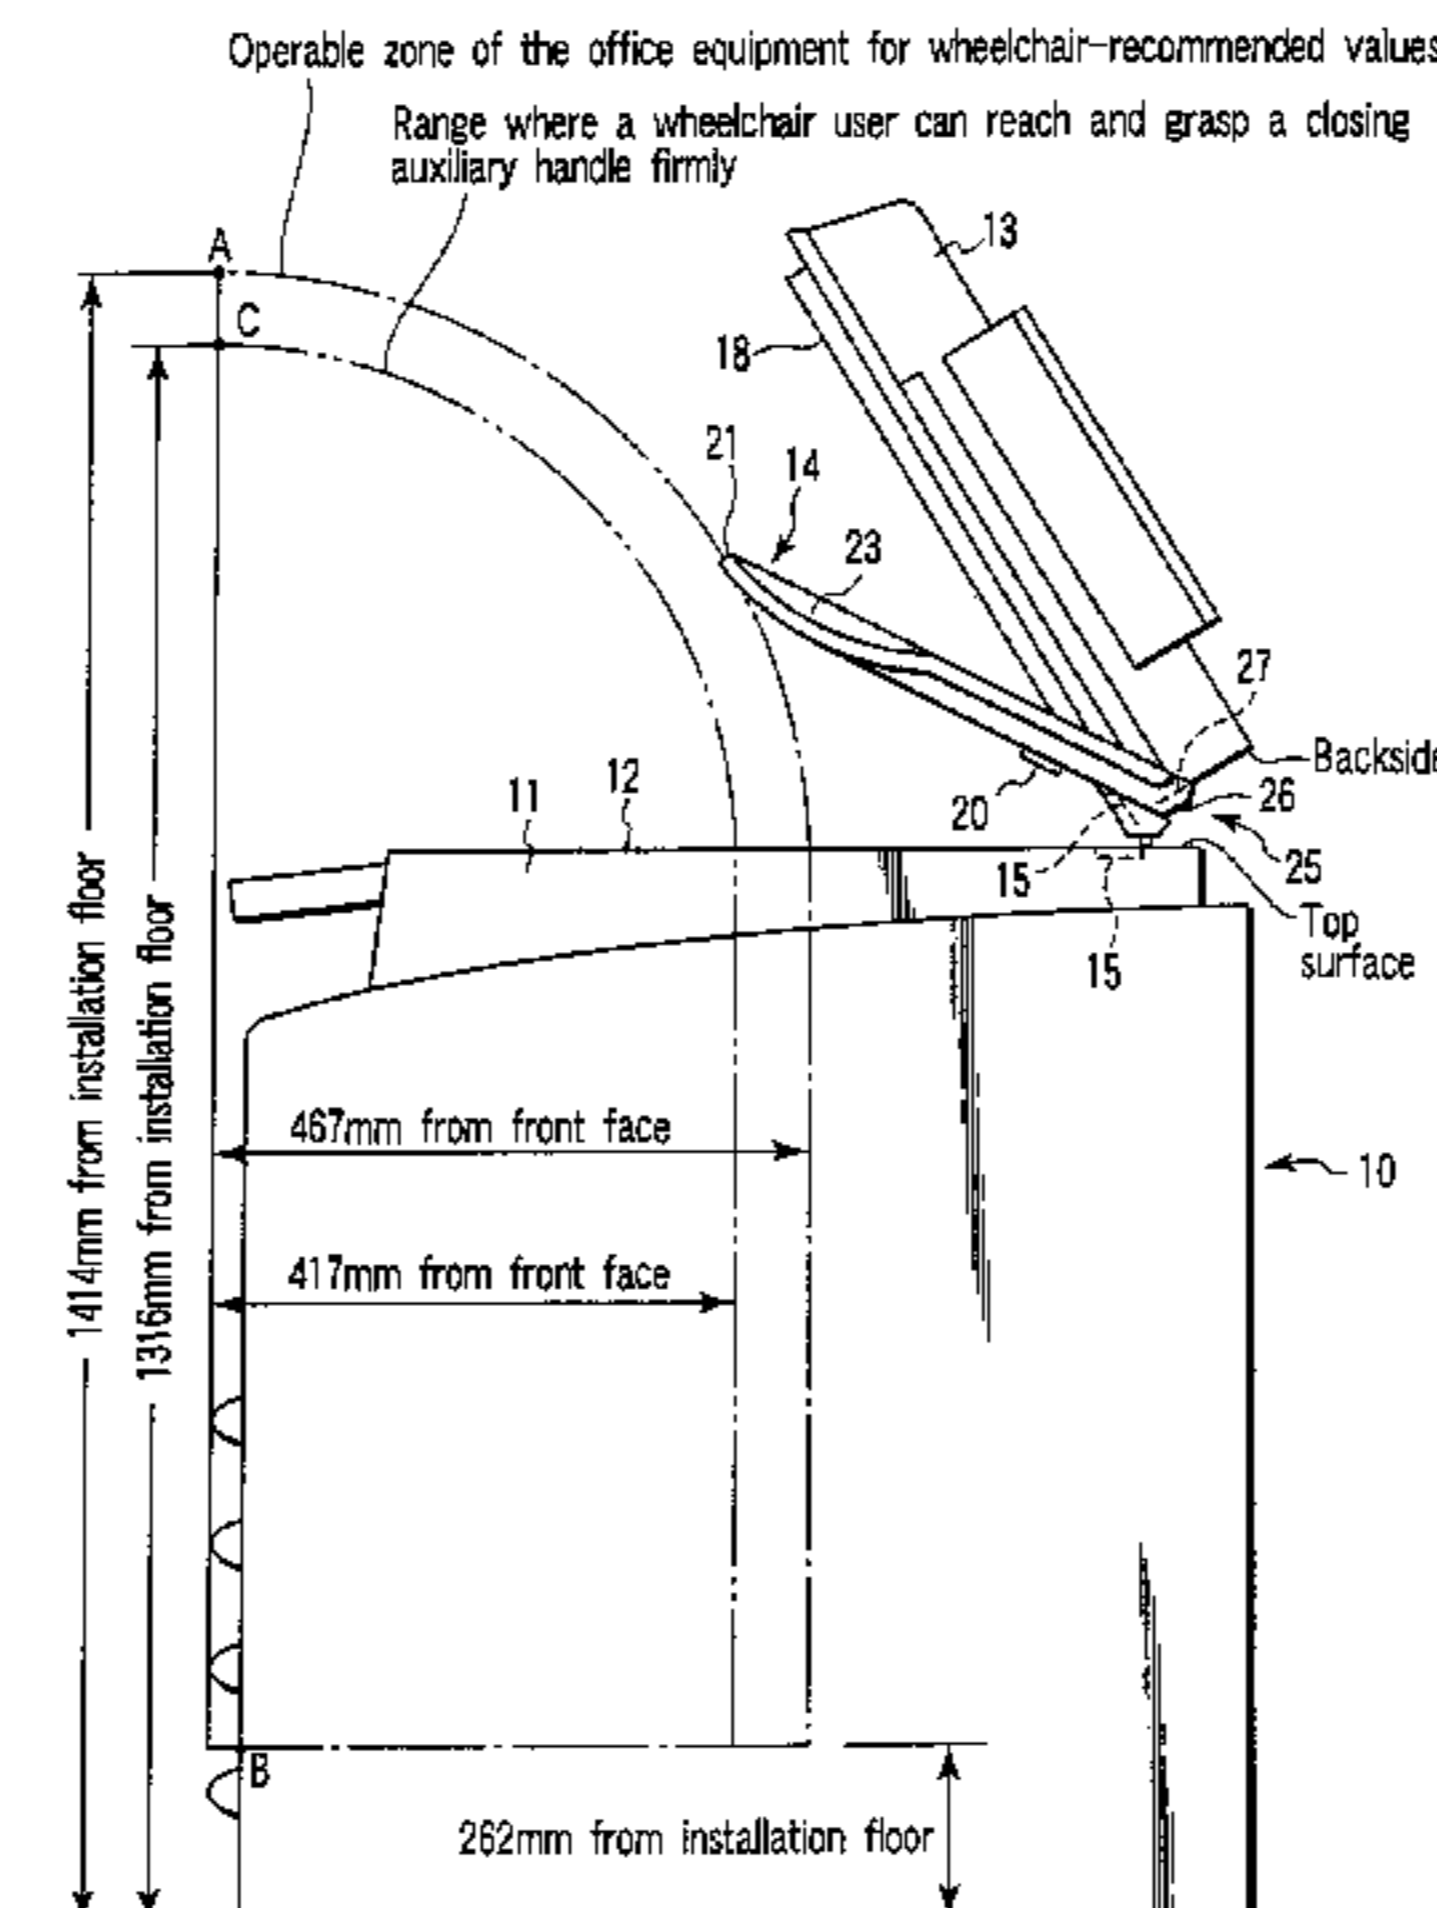 Operable zone of the office equipment for wheelchair-recommended values
Range where a wheelchair user can reach and grasp a closing
auxiliary handle firmly
A
13
C
18
21
14
23
27
Backside
12
11
20
26
15
25
Top
surface
15
1414mm from installation floor
1316mm from installation floor
467mm from front face
10
417mm from front face
B
262mm from installation floor